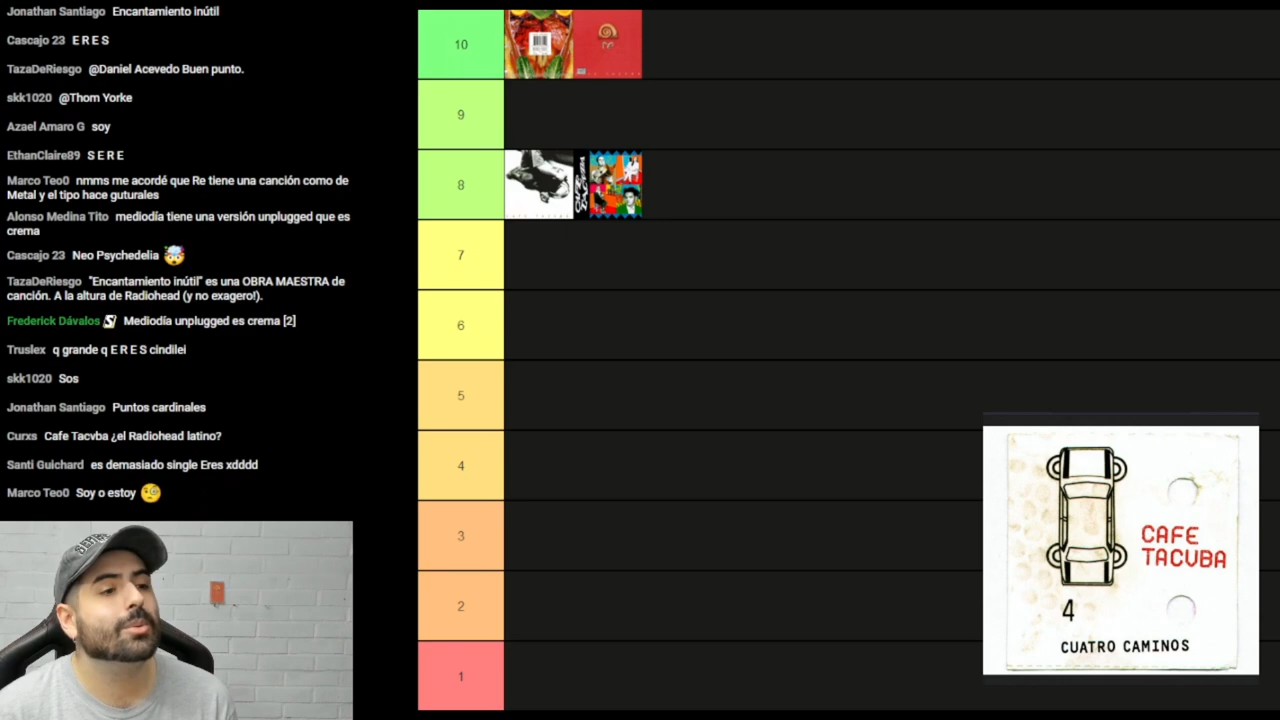 Jonathan Santiago Encantamiento inútil
Cascajo 23 E R E S
TazaDeRiesgo @Daniel Acevedo Buen punto.
skk1020 @Thom Yorke
Azael Amaro G soy
EthanClaire89 S E R E
Marco Teo0 nmms me acordé que Re tiene una canción como de
Metal y el tipo hace guturales
Alonso Medina Tito mediodía tiene una versión unplugged que es
crema
Cascajo 23 Neo Psychedelia 🤯
TazaDeRiesgo "Encantamiento inútil" es una OBRA MAESTRA de
canción. A la altura de Radiohead (y no exagero!).
Frederick Dávalos Mediodía unplugged es crema [2]
Truslex q grande q E R E S cindilei
skk1020 Sos
Jonathan Santiago Puntos cardinales
Curxs Cafe Tacvba ¿el Radiohead latino?
Santi Guichard es demasiado single Eres xdddd
Marco Teo0 Soy o estoy 🧐
10
9
8
7
6
5
4
3
2
1
CAFE
TACVBA
4
CUATRO CAMINOS